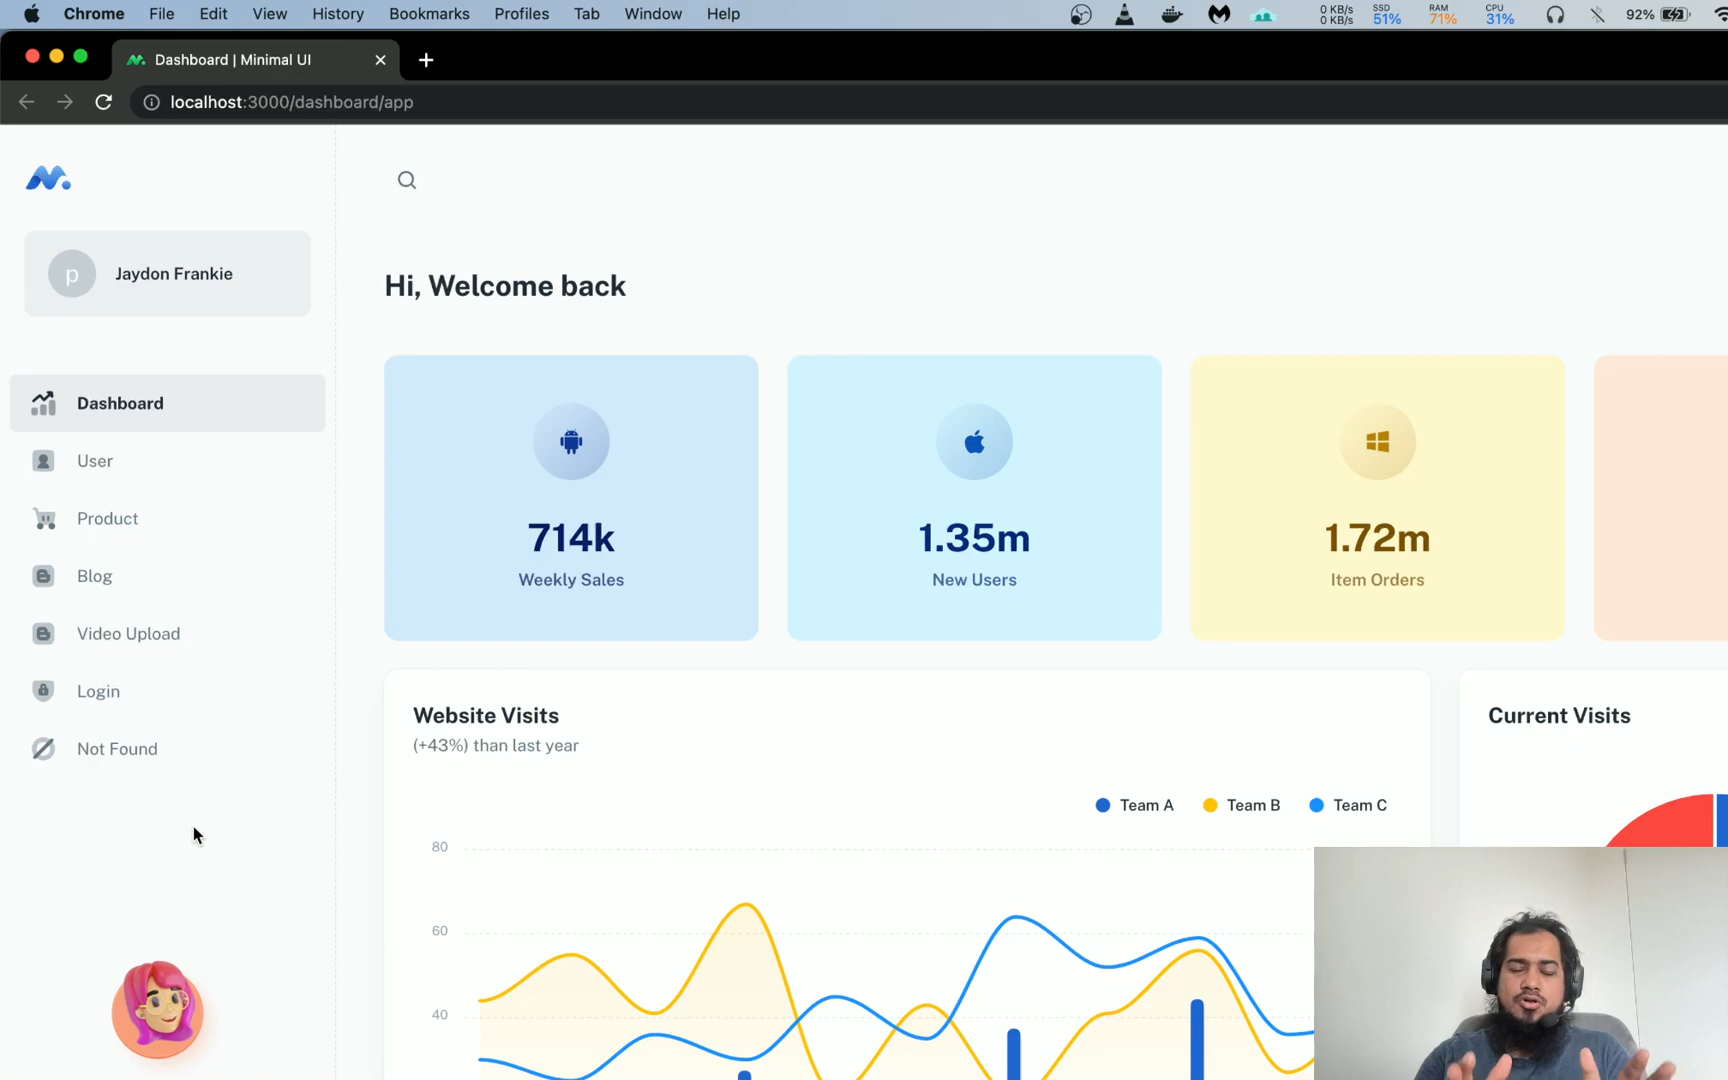 Chrome File Edit View History Bookmarks Profiles Tab Window Help 0 KB/s 0 KB/s SSD 51% RAM 71% CPU 31% 92%
Dashboard | Minimal UI
localhost:3000/dashboard/app
p Jaydon Frankie
Hi, Welcome back
Dashboard
User
Product
Blog
Video Upload
Login
Not Found
714k
Weekly Sales
1.35m
New Users
1.72m
Item Orders
Website Visits
(+43%) than last year
Team A Team B Team C
80
60
40
Current Visits